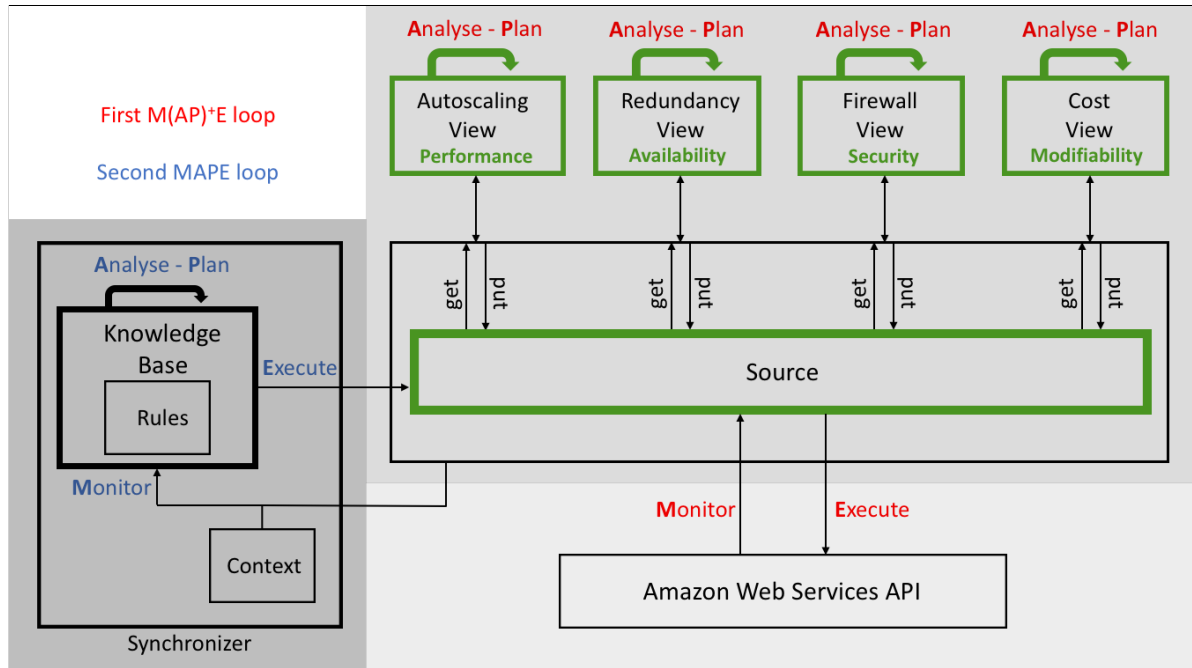 Analyse - Plan
Analyse - Plan
Analyse - Plan
Analyse - Plan
Autoscaling
View
Performance
Redundancy
View
Availability
Firewall
View
Security
Cost
View
Modifiability
First M(AP)⁺E loop
Second MAPE loop
get
put
get
put
get
put
get
put
Analyse - Plan
Knowledge
Base
Rules
Execute
Source
Monitor
Context
Synchronizer
Monitor
Execute
Amazon Web Services API